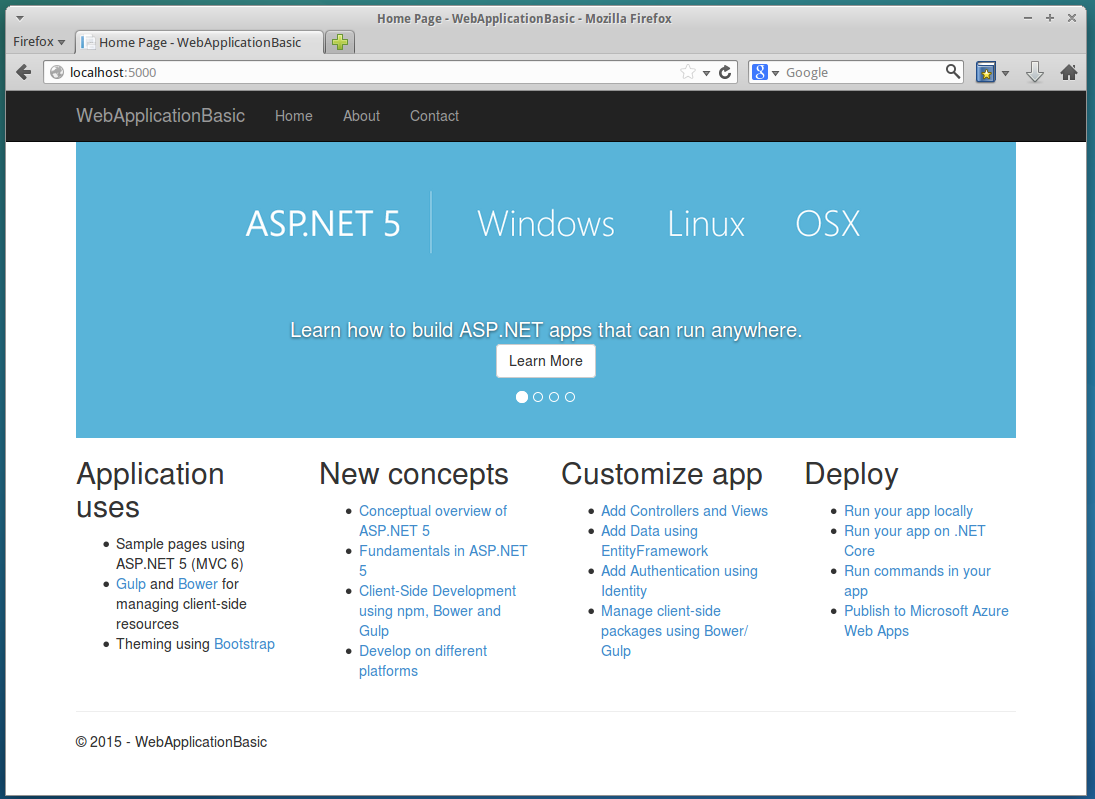 Home Page - WebApplicationBasic - Mozilla Firefox
Firefox
Home Page - WebApplicationBasic
localhost:5000
Google
WebApplicationBasic Home About Contact
ASP.NET 5 Windows Linux OSX
Learn how to build ASP.NET apps that can run anywhere.
Learn More
Application
uses
Sample pages using
ASP.NET 5 (MVC 6)
Gulp and Bower for
managing client-side
resources
Theming using Bootstrap
New concepts
Conceptual overview of
ASP.NET 5
Fundamentals in ASP.NET
5
Client-Side Development
using npm, Bower and
Gulp
Develop on different
platforms
Customize app
Add Controllers and Views
Add Data using
EntityFramework
Add Authentication using
Identity
Manage client-side
packages using Bower/
Gulp
Deploy
Run your app locally
Run your app on .NET
Core
Run commands in your
app
Publish to Microsoft Azure
Web Apps
© 2015 - WebApplicationBasic